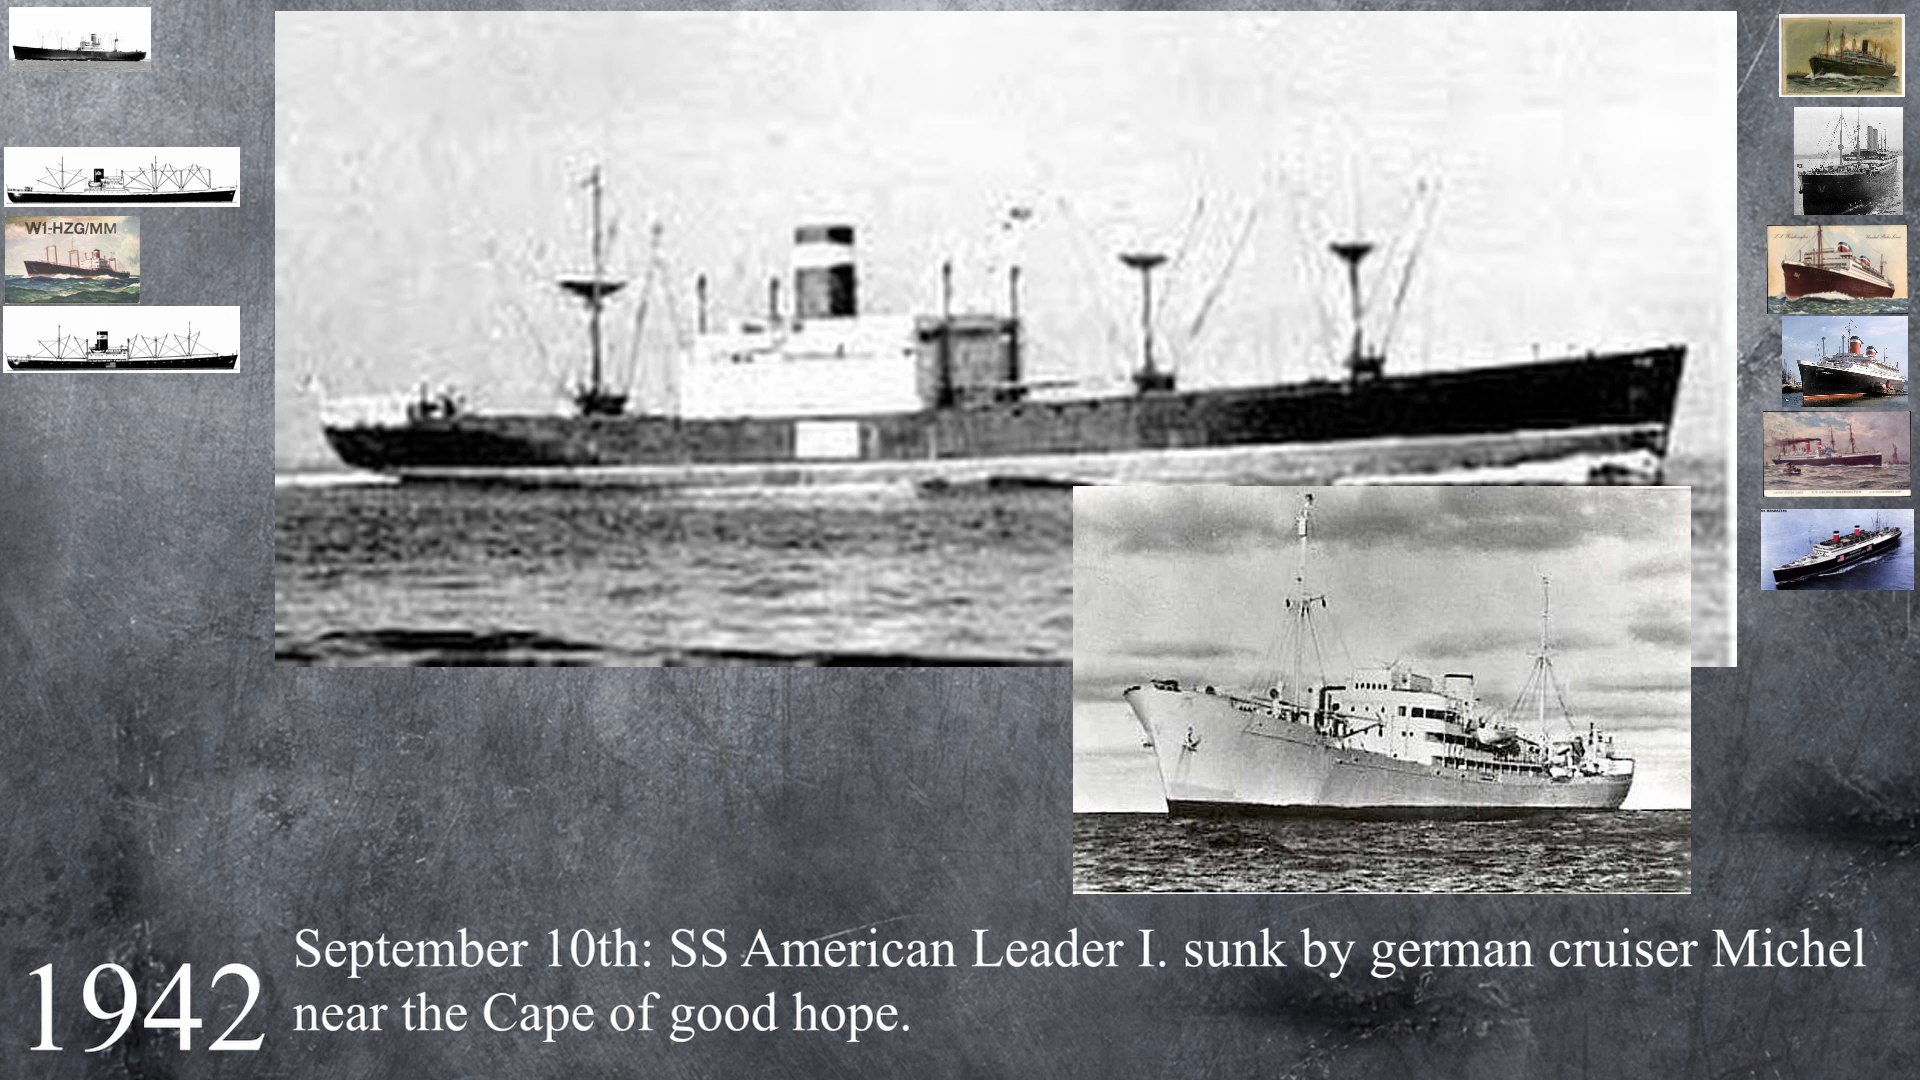 W1-HZG/MM
1942
September 10th: SS American Leader I. sunk by german cruiser Michel
near the Cape of good hope.